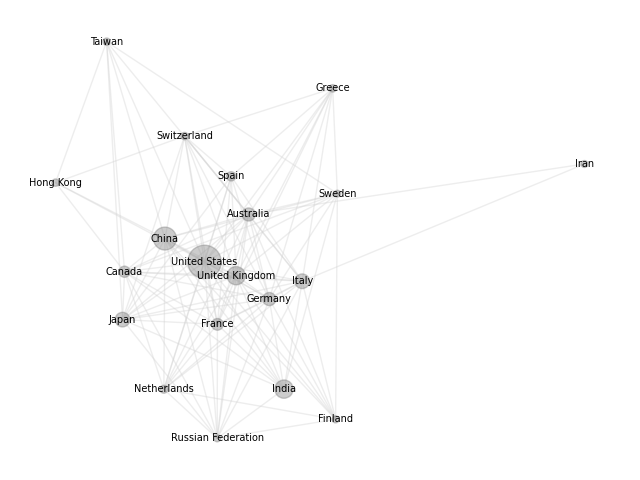 Taiwan
Greece
Switzerland
Iran
Spain
Hong Kong
Sweden
Australia
China
United States
Canada
United Kingdom
Italy
Germany
Japan
France
Netherlands
India
Finland
Russian Federation